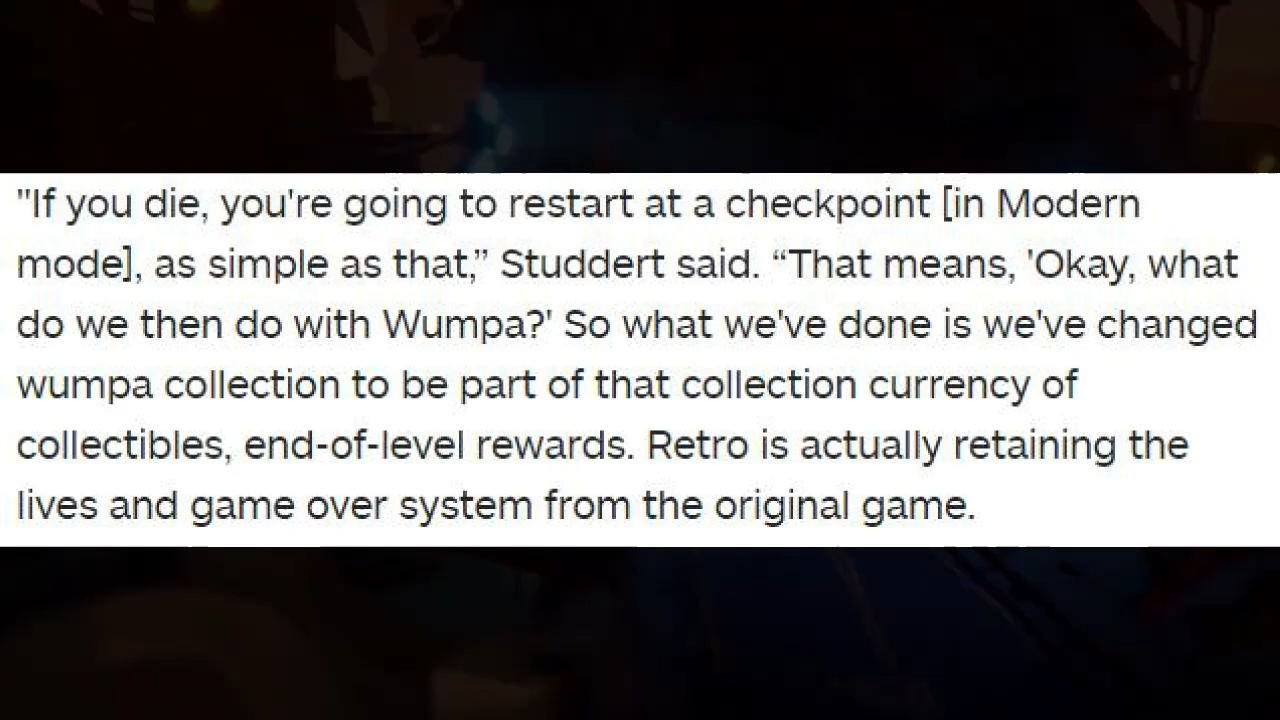 "If you die, you're going to restart at a checkpoint [in Modern
mode], as simple as that,” Studdert said. “That means, 'Okay, what
do we then do with Wumpa?' So what we've done is we've changed
wumpa collection to be part of that collection currency of
collectibles, end-of-level rewards. Retro is actually retaining the
lives and game over system from the original game.